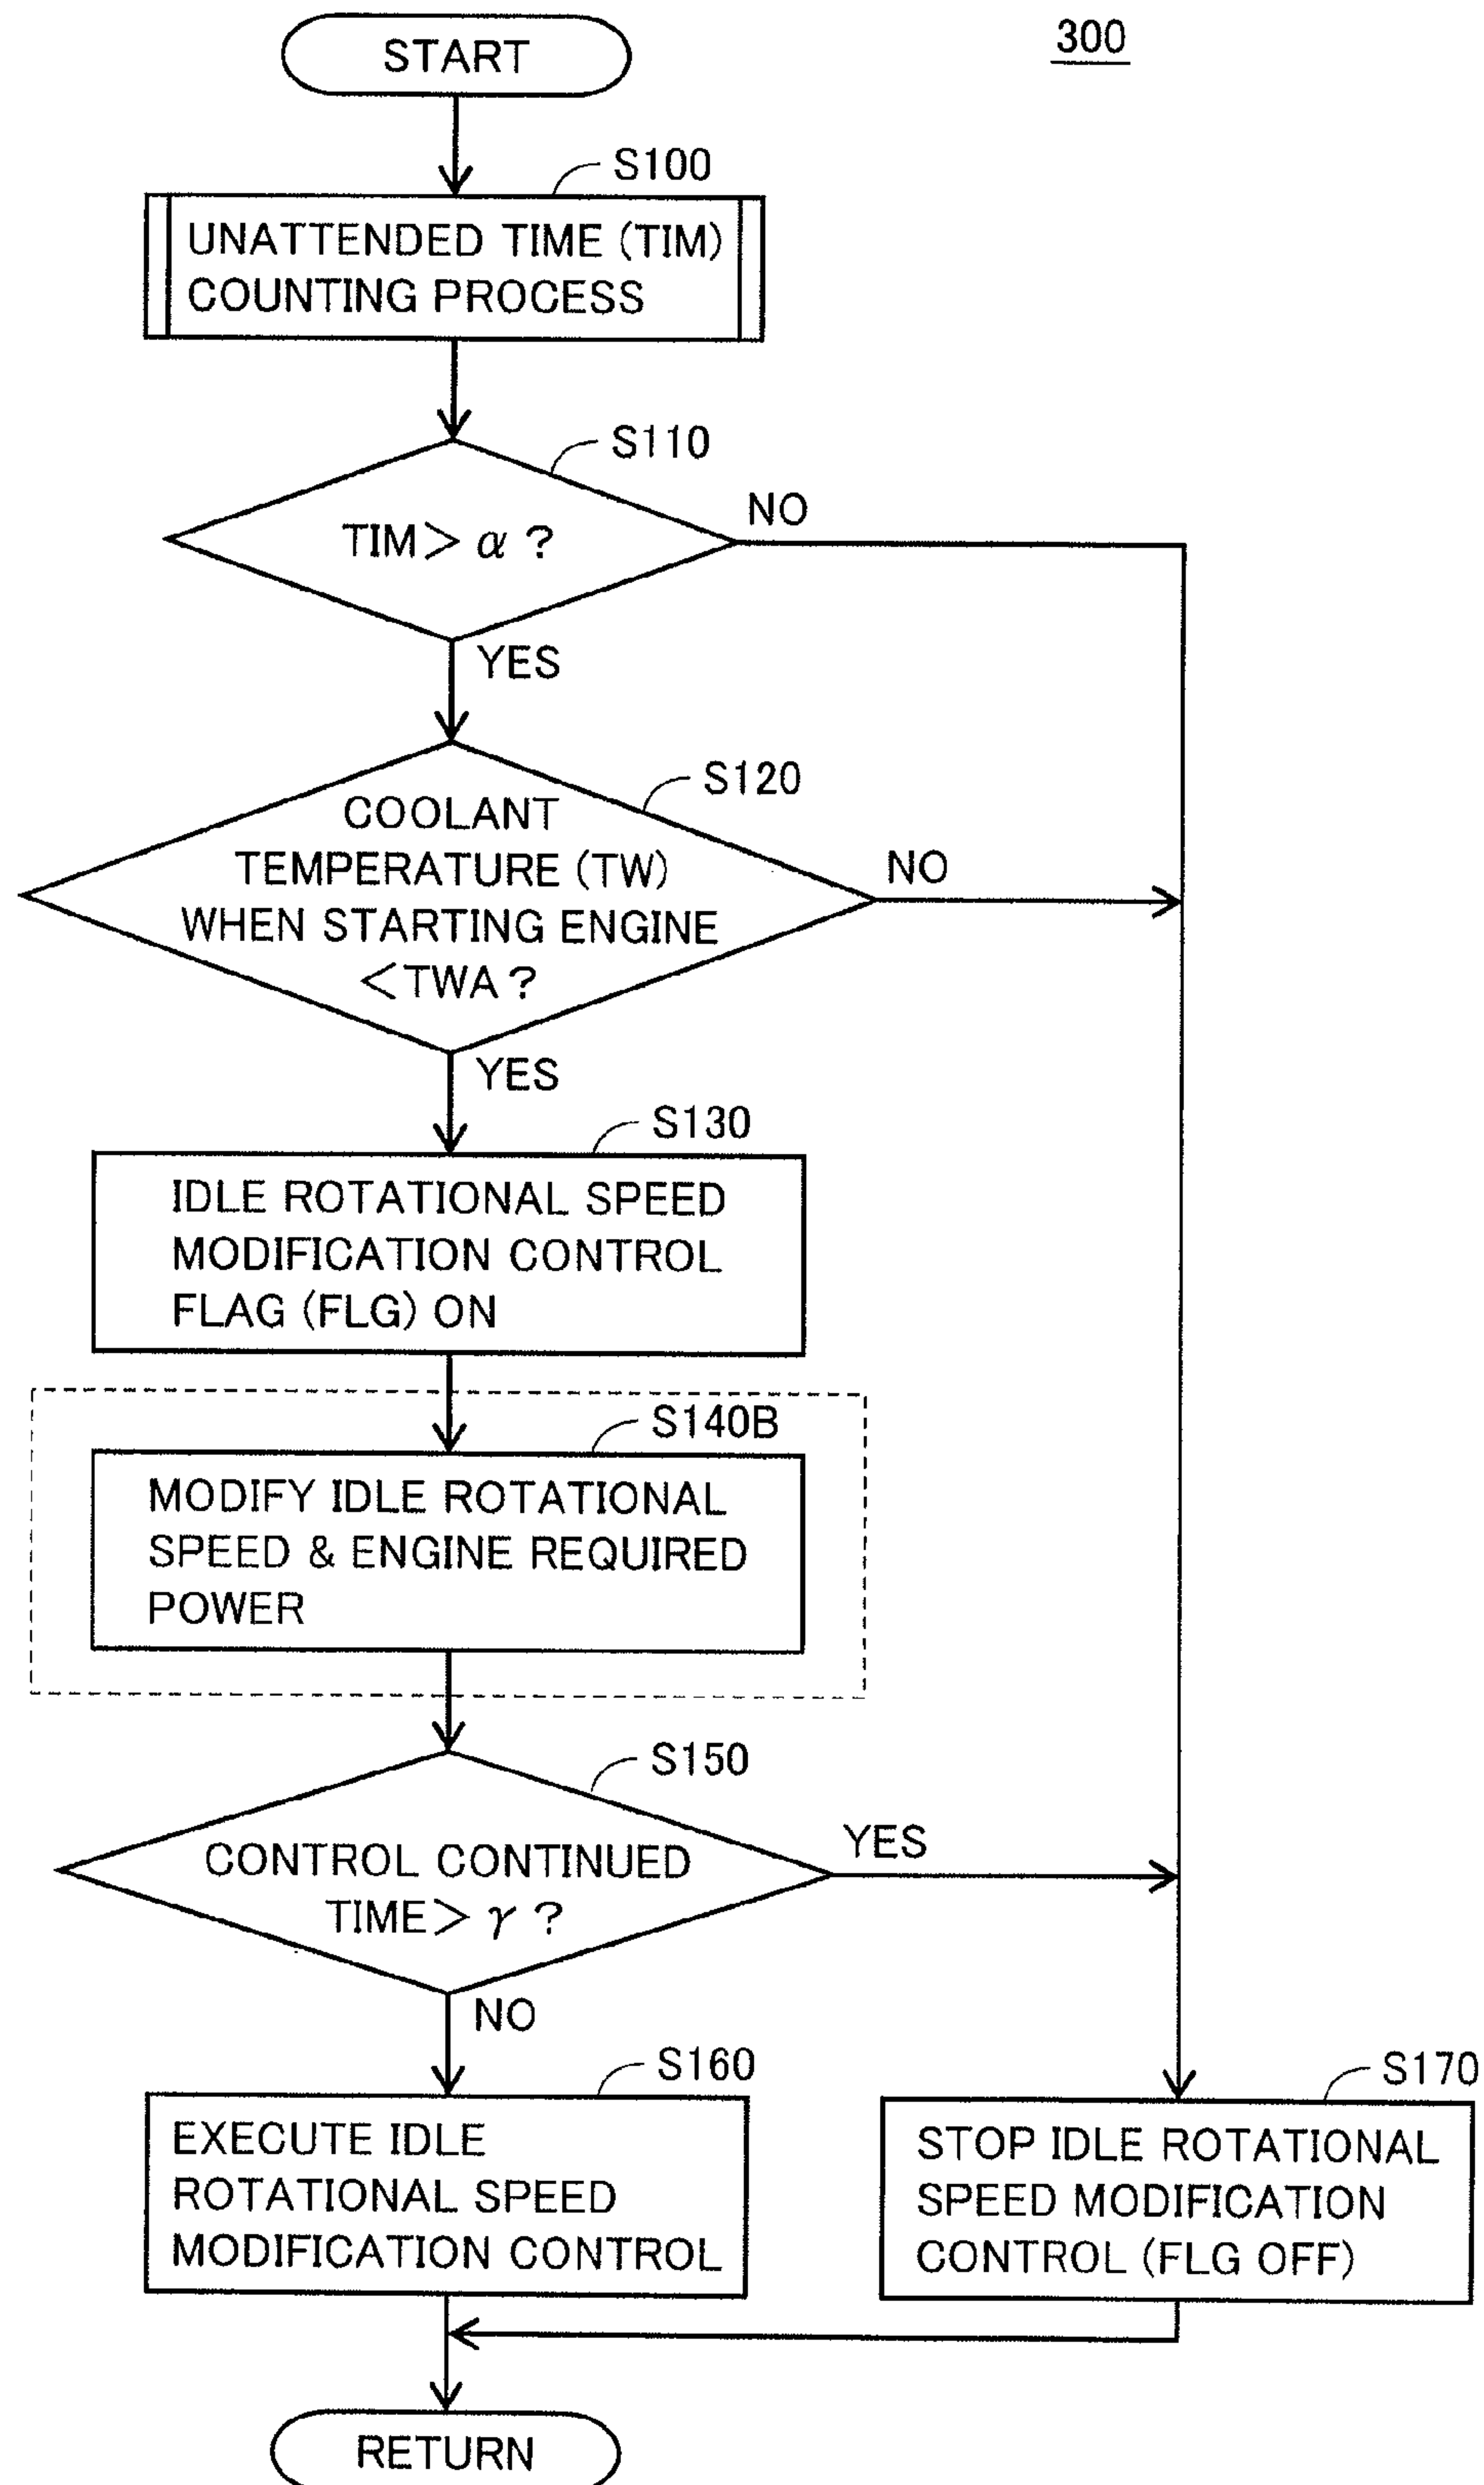 START
300
S100
UNATTENDED TIME (TIM)
COUNTING PROCESS
S110
TIM> α ?
NO
YES
S120
COOLANT
TEMPERATURE (TW)
WHEN STARTING ENGINE
<TWA ?
NO
YES
S130
IDLE ROTATIONAL SPEED
MODIFICATION CONTROL
FLAG (FLG) ON
S140B
MODIFY IDLE ROTATIONAL
SPEED & ENGINE REQUIRED
POWER
S150
CONTROL CONTINUED
TIME> γ ?
YES
NO
S160
EXECUTE IDLE
ROTATIONAL SPEED
MODIFICATION CONTROL
S170
STOP IDLE ROTATIONAL
SPEED MODIFICATION
CONTROL (FLG OFF)
RETURN